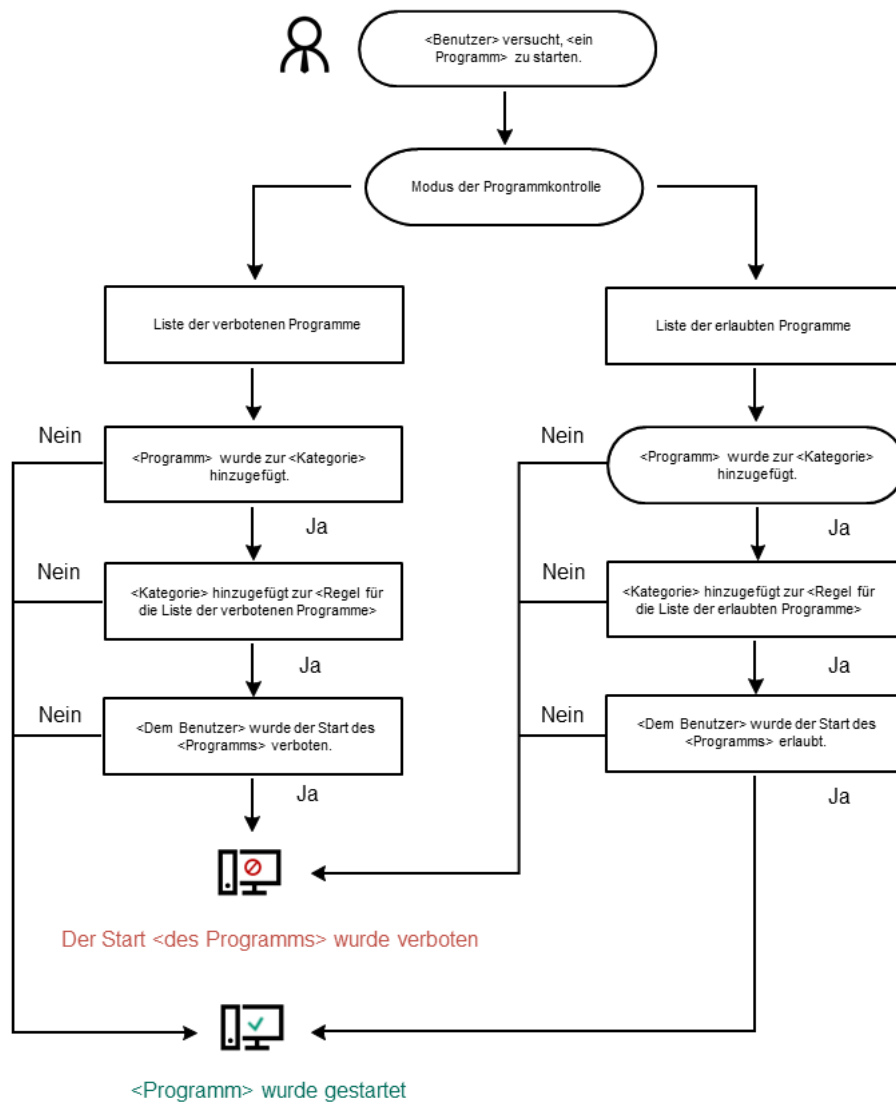 <Benutzer> versucht, <ein
Programm> zu starten.
Modus der Programmkontrolle
Liste der verbotenen Programme
Liste der erlaubten Programme
Nein
<Programm> wurde zur <Kategorie>
hinzugefügt.
Ja
Nein
<Programm> wurde zur <Kategorie>
hinzugefügt.
Ja
Nein
<Kategorie> hinzugefügt zur <Regel für
die Liste der verbotenen Programme>
Ja
Nein
<Kategorie> hinzugefügt zur <Regel für
die Liste der erlaubten Programme>
Ja
Nein
<Dem Benutzer> wurde der Start des
<Programms> verboten.
Ja
Nein
<Dem Benutzer> wurde der Start des
<Programms> erlaubt.
Ja
Der Start <des Programms> wurde verboten
<Programm> wurde gestartet